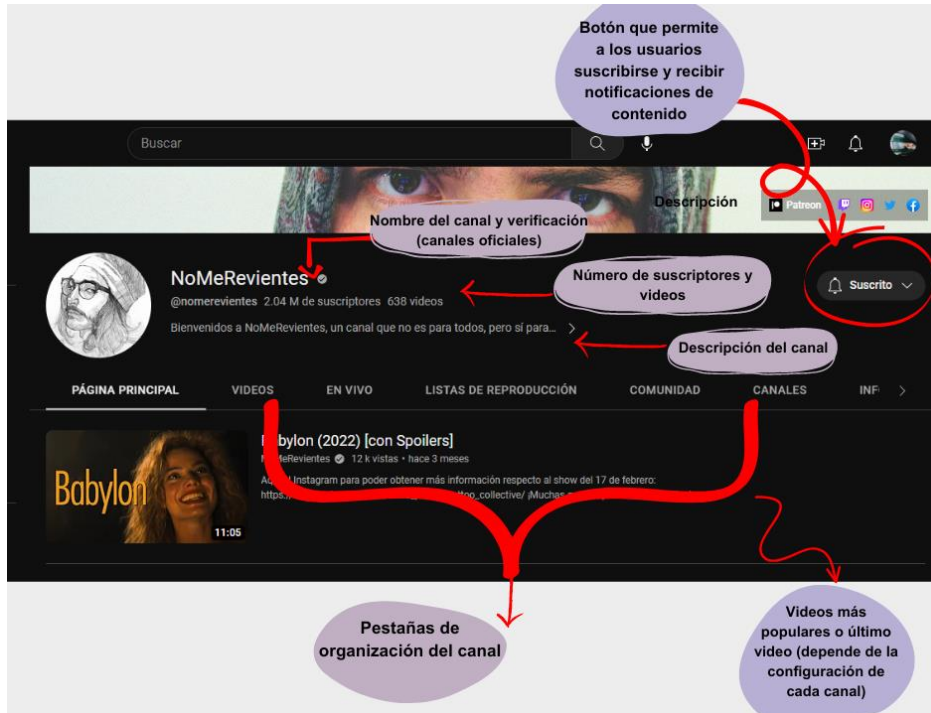 Botón que permite
a los usuarios
suscribirse y recibir
notificaciones de
contenido
Buscar
Descripción
Patreon
Nombre del canal y verificación
(canales oficiales)
NoMeRevientes
@nomerevientes 2.04 M de suscriptores 638 videos
Número de suscriptores y
videos
Suscrito
Bienvenidos a NoMeRevientes, un canal que no es para todos, pero sí para...
Descripción del canal
PÁGINA PRINCIPAL VIDEOS EN VIVO LISTAS DE REPRODUCCIÓN COMUNIDAD CANALES
Babylon
11:05
(2022) [con Spoilers]
12 k vistas • hace 3 meses
Instagram para poder obtener más información respecto al show del 17 de febrero:
Pestañas de
organización del canal
Videos más
populares o último
video (depende de la
configuración de
cada canal)